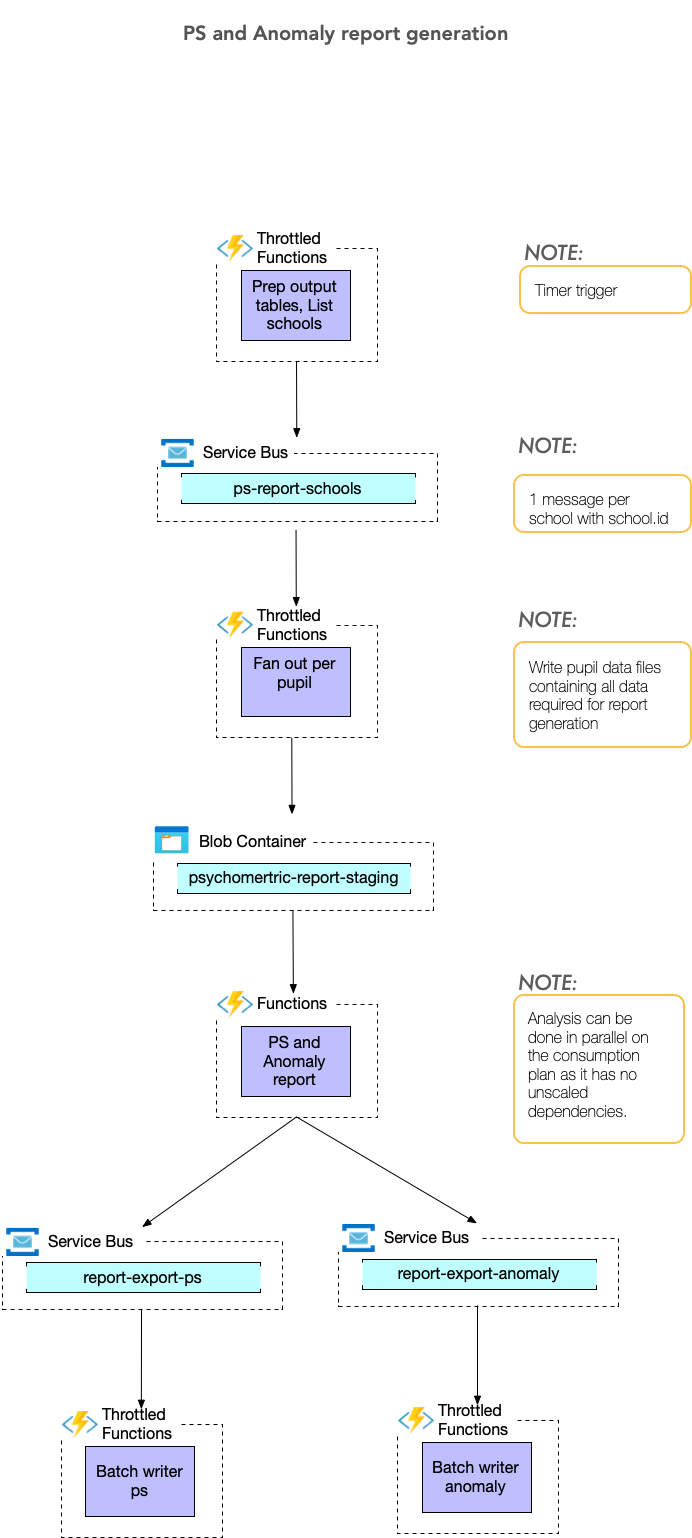 PS and Anomaly report generation
Throttled
Functions
Prep output
tables, List
schools
NOTE:
Timer trigger
Service Bus
ps-report-schools
NOTE:
1 message per
school with school.id
Throttled
Functions
Fan out per
pupil
NOTE:
Write pupil data files
containing all data
required for report
generation
Blob Container
psychomertric-report-staging
Functions
PS and
Anomaly
report
NOTE:
Analysis can be
done in parallel on
the consumption
plan as it has no
unscaled
dependencies.
Service Bus
report-export-ps
Service Bus
report-export-anomaly
Throttled
Functions
Batch writer
ps
Throttled
Functions
Batch writer
anomaly